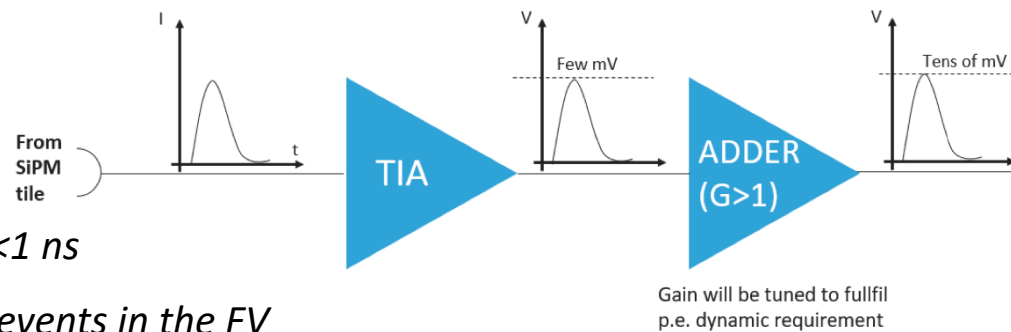 I
V
V
Few mV
Tens of mV
From
SiPM
tile
t
TIA
ADDER
(G>1)
<1 ns
events in the FV
Gain will be tuned to fullfil
p.e. dynamic requirement